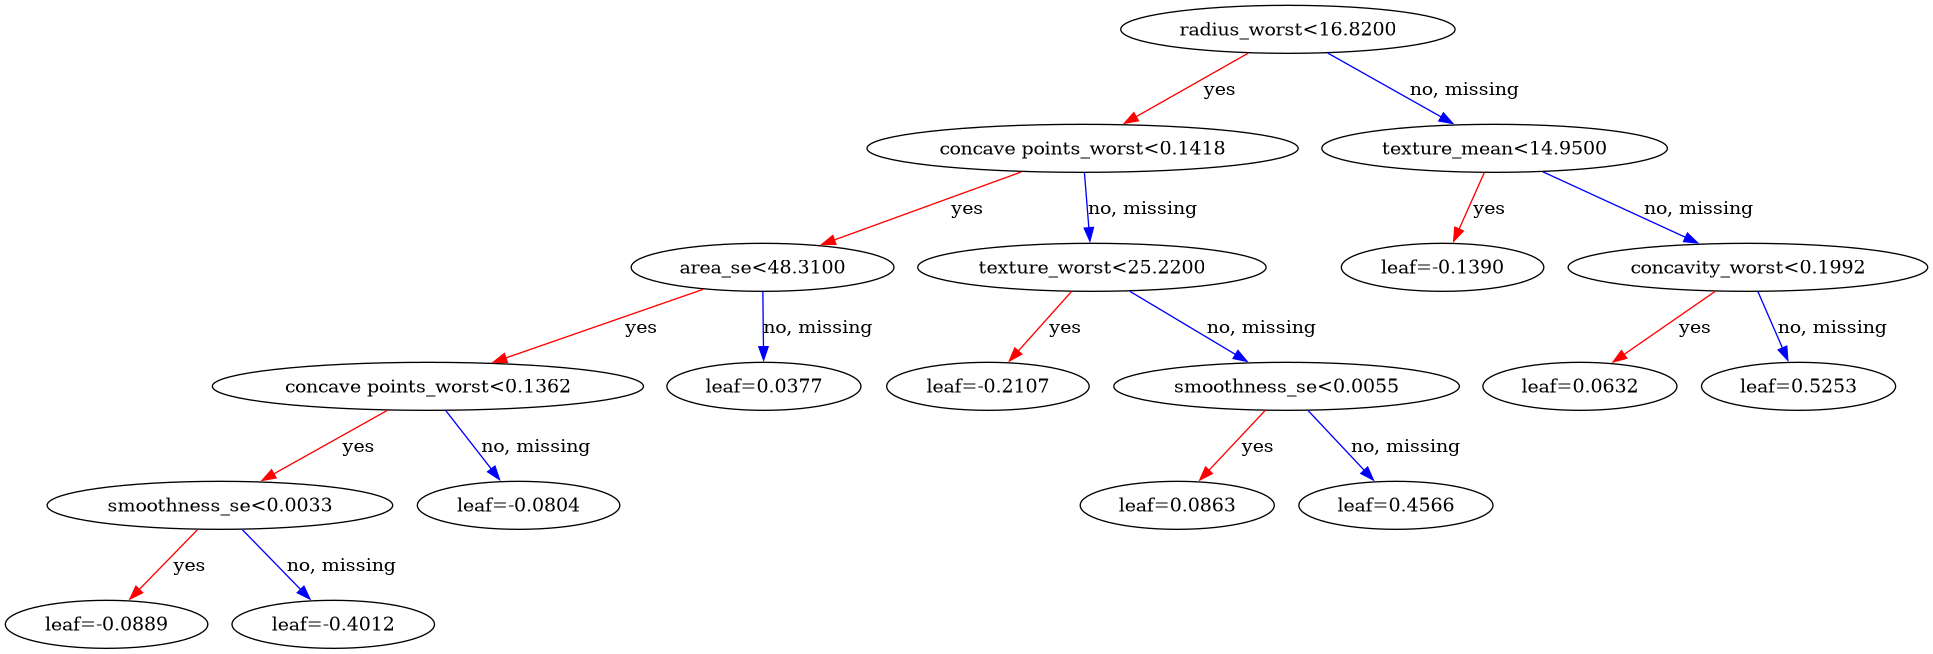 radius_worst<16.8200
yes
no, missing
concave points_worst<0.1418
texture_mean<14.9500
yes
no, missing
yes
no, missing
area_se<48.3100
texture_worst<25.2200
leaf=-0.1390
concavity_worst<0.1992
yes
no, missing
yes
no, missing
yes
no, missing
concave points_worst<0.1362
leaf=0.0377
leaf=-0.2107
smoothness_se<0.0055
leaf=0.0632
leaf=0.5253
yes
no, missing
yes
no, missing
smoothness_se<0.0033
leaf=-0.0804
leaf=0.0863
leaf=0.4566
yes
no, missing
leaf=-0.0889
leaf=-0.4012